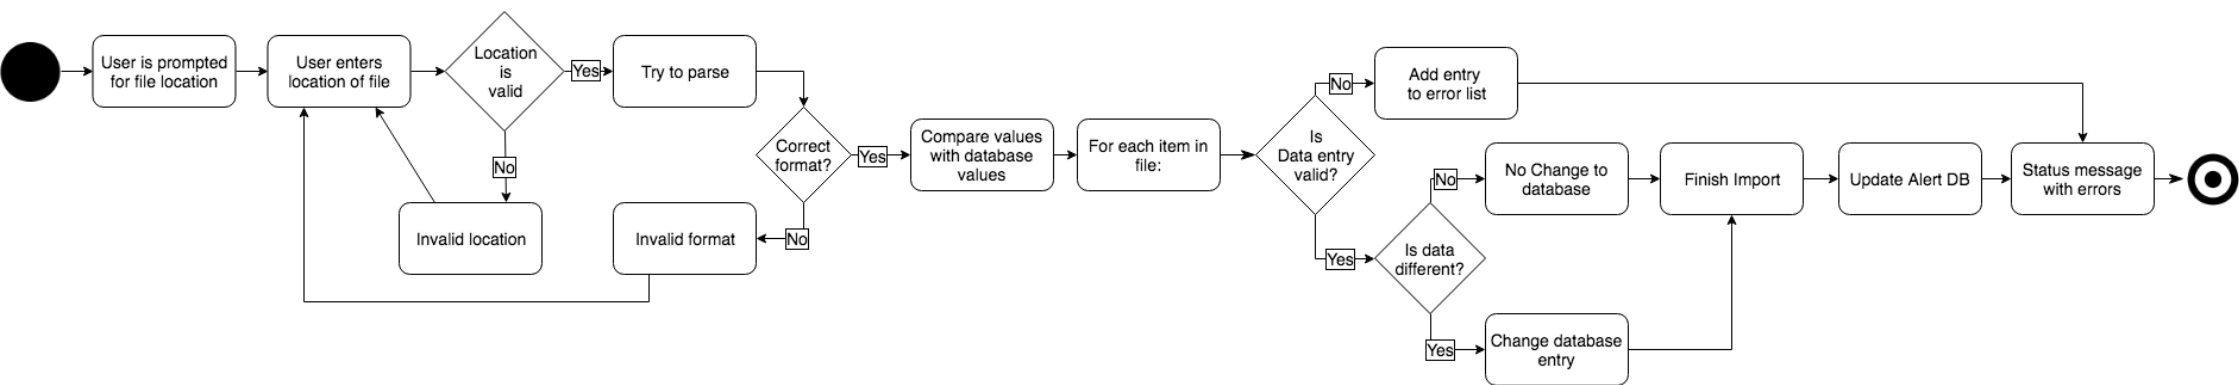 User is prompted
for file location
User enters
location of file
Location
is
valid
Yes
Try to parse
No
Invalid location
Correct
format?
No
Invalid format
Yes
Compare values
with database
values
For each item in
file:
Is
Data entry
valid?
No
Add entry
to error list
Yes
Is data
different?
No
No Change to
database
Yes
Change database
entry
Finish Import
Update Alert DB
Status message
with errors